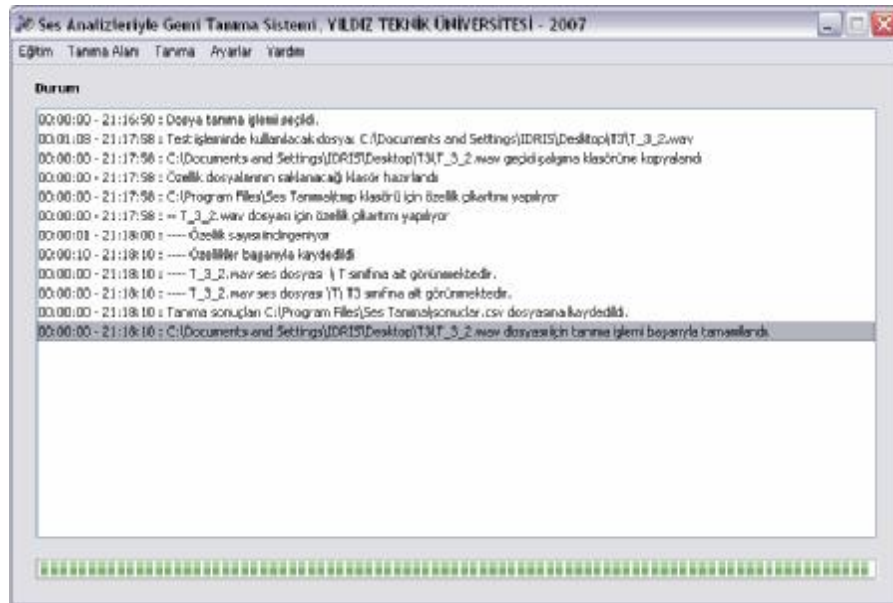 Ses Analizleriyle Gemi Tanıma Sistemi, YILDIZ TEKNİK ÜNİVERSİTESİ - 2007
Eğitim Tanıma Alanı Tanıma Ayarlar Yardım
Durum
00:00:00 - 21:16:50 : Dosya tanıma işlemi seçildi.
00:01:08 - 21:17:58 : Test işleminde kullanılacak dosya: C:\Documents and Settings\IDRIS\Desktop\T3\T_3_2.wav
00:00:00 - 21:17:58 : C:\Documents and Settings\IDRIS\Desktop\T3\T_3_2.wav geçici çalışma klasörüne kopyalandı
00:00:00 - 21:17:58 : Özellik dosyalarının saklanacağı klasör hazırlandı
00:00:00 - 21:17:58 : C:\Program Files\Ses Tanıma\tmp klasörü için özellik çıkartımı yapılıyor
00:00:00 - 21:17:58 : -- T_3_2.wav dosyası için özellik çıkartımı yapılıyor
00:00:01 - 21:18:00 : ---- Özellik sayısı indirgeniyor
00:00:10 - 21:18:10 : ---- Özellikler başarıyla kaydedildi
00:00:00 - 21:18:10 : ---- T_3_2.wav ses dosyası \ T sınıfına ait görünmektedir.
00:00:00 - 21:18:10 : ---- T_3_2.wav ses dosyası \T\ T3 sınıfına ait görünmektedir.
00:00:00 - 21:18:10 : Tanıma sonuçları C:\Program Files\Ses Tanıma\sonuclar.csv dosyasına kaydedildi.
00:00:00 - 21:18:10 : C:\Documents and Settings\IDRIS\Desktop\T3\T_3_2.wav dosyası için tanıma işlemi başarıyla tamamlandı.